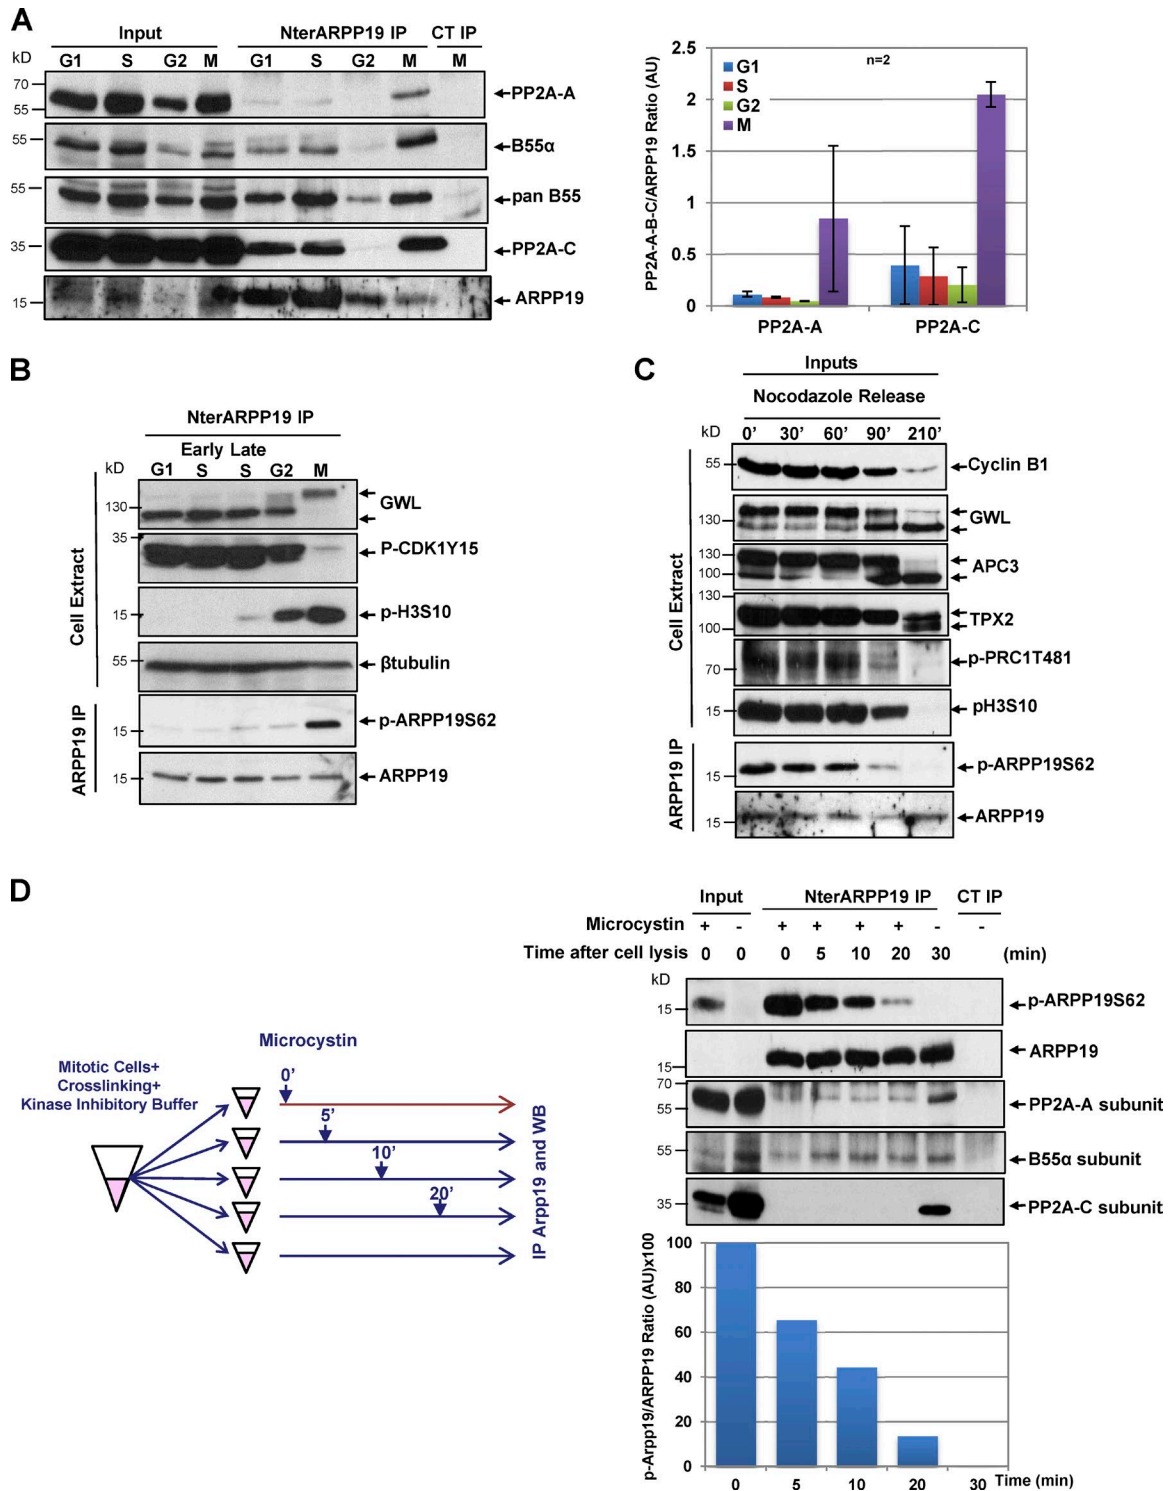 A
Input NterARPP19 IP CT IP
kD G1 S G2 M G1 S G2 M M
70
55
PP2A-A
55
B55α
55
pan B55
35
PP2A-C
15
ARPP19
PP2A-A-B-C/ARPP19 Ratio (AU)
2.5
2
1.5
1
0.5
0
n=2
G1
S
G2
M
PP2A-A PP2A-C
B
NterARPP19 IP
Early Late
kD G1 S S G2 M
Cell Extract
130
GWL
35
P-CDK1Y15
15
p-H3S10
55
βtubulin
ARPP19 IP
15
p-ARPP19S62
15
ARPP19
C
Inputs
Nocodazole Release
kD 0’ 30’ 60’ 90’ 210’
Cell Extract
55
Cyclin B1
130
GWL
130
100
APC3
130
100
TPX2
70
p-PRC1T481
15
pH3S10
ARPP19 IP
15
p-ARPP19S62
15
ARPP19
D
Mitotic Cells+
Crosslinking+
Kinase Inhibitory Buffer
Microcystin
0’
5’
10’
20’
IP Arpp19 and WB
Input NterARPP19 IP CT IP
Microcystin + - + + + + - -
Time after cell lysis 0 0 0 5 10 20 30 (min)
kD
15
p-ARPP19S62
15
ARPP19
70
55
PP2A-A subunit
55
B55α subunit
35
PP2A-C subunit
p-Arpp19/ARPP19 Ratio (AU)x100
100
80
60
40
20
0
0 5 10 20 30 Time (min)